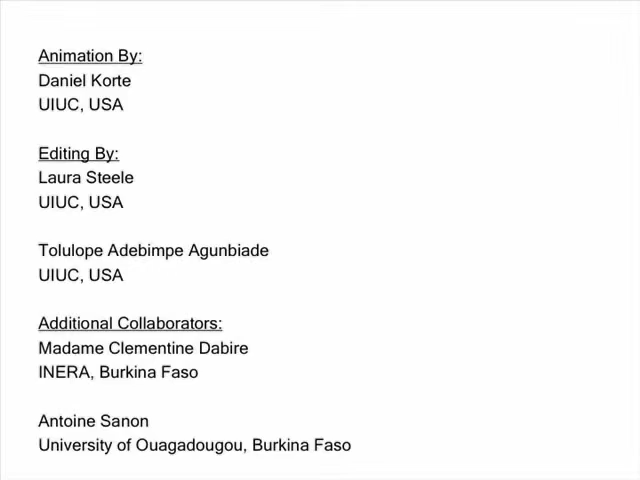 Animation By:
Daniel Korte
UIUC, USA
Editing By:
Laura Steele
UIUC, USA
Tolulope Adebimpe Agunbiade
UIUC, USA
Additional Collaborators:
Madame Clementine Dabire
INERA, Burkina Faso
Antoine Sanon
University of Ouagadougou, Burkina Faso